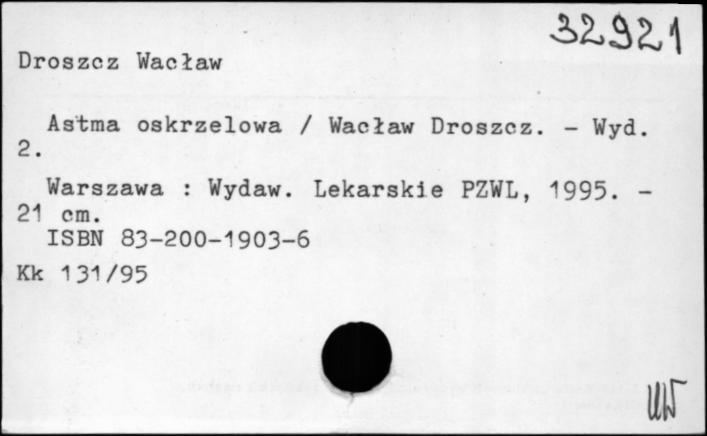 32921
Droszcz Wacław
Astma oskrzelowa / Wacław Droszcz. - Wyd.
2.
Warszawa : Wydaw. Lekarskie PZWL, 1995. -
21 cm.
ISBN 83-200-1903-6
Kk 131/95